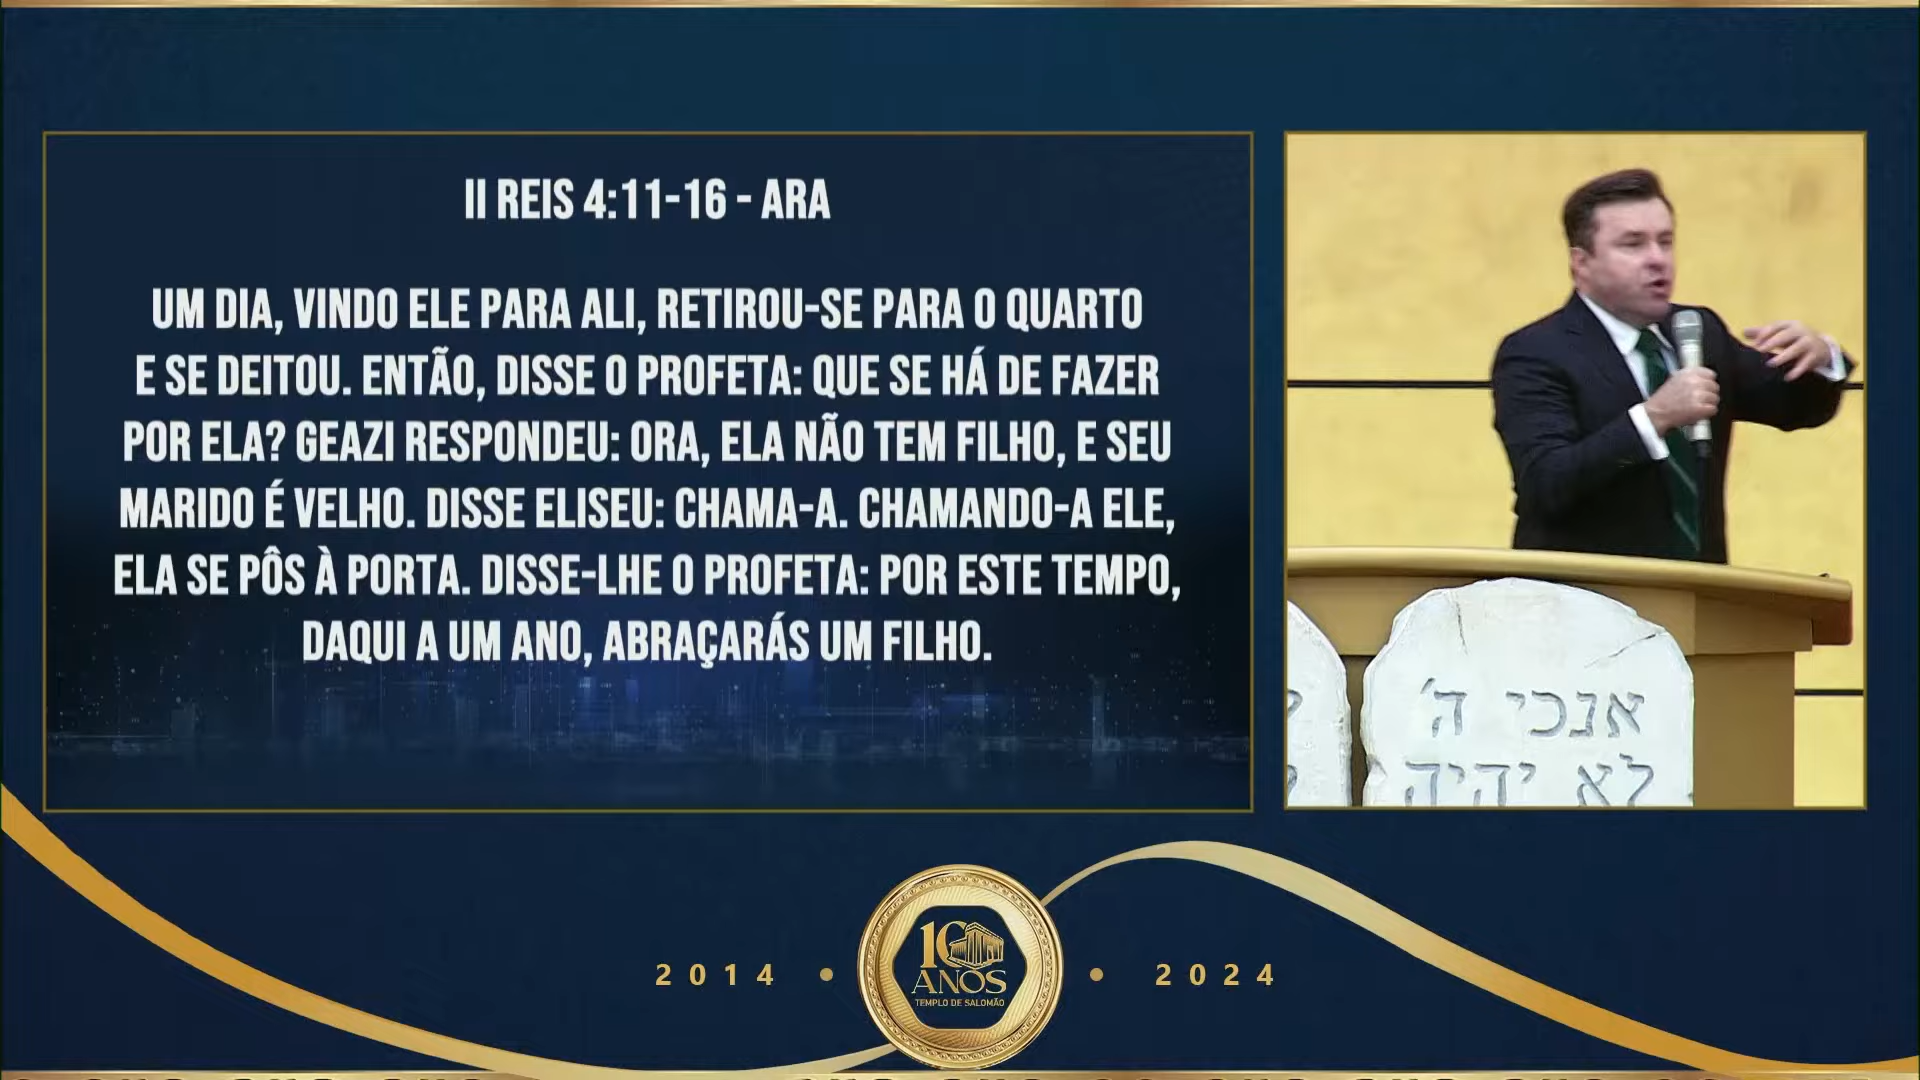 II REIS 4:11-16 - ARA
UM DIA, VINDO ELE PARA ALI, RETIROU-SE PARA O QUARTO
E SE DEITOU. ENTÃO, DISSE O PROFETA: QUE SE HÁ DE FAZER
POR ELA? GEAZI RESPONDEU: ORA, ELA NÃO TEM FILHO, E SEU
MARIDO É VELHO. DISSE ELISEU: CHAMA-A. CHAMANDO-A ELE,
ELA SE PÔS À PORTA. DISSE-LHE O PROFETA: POR ESTE TEMPO,
DAQUI A UM ANO, ABRAÇARÁS UM FILHO.
אנכי ה'
לא יהיה
2014 • 10 ANOS • 2024
TEMPLO DE SALOMÃO